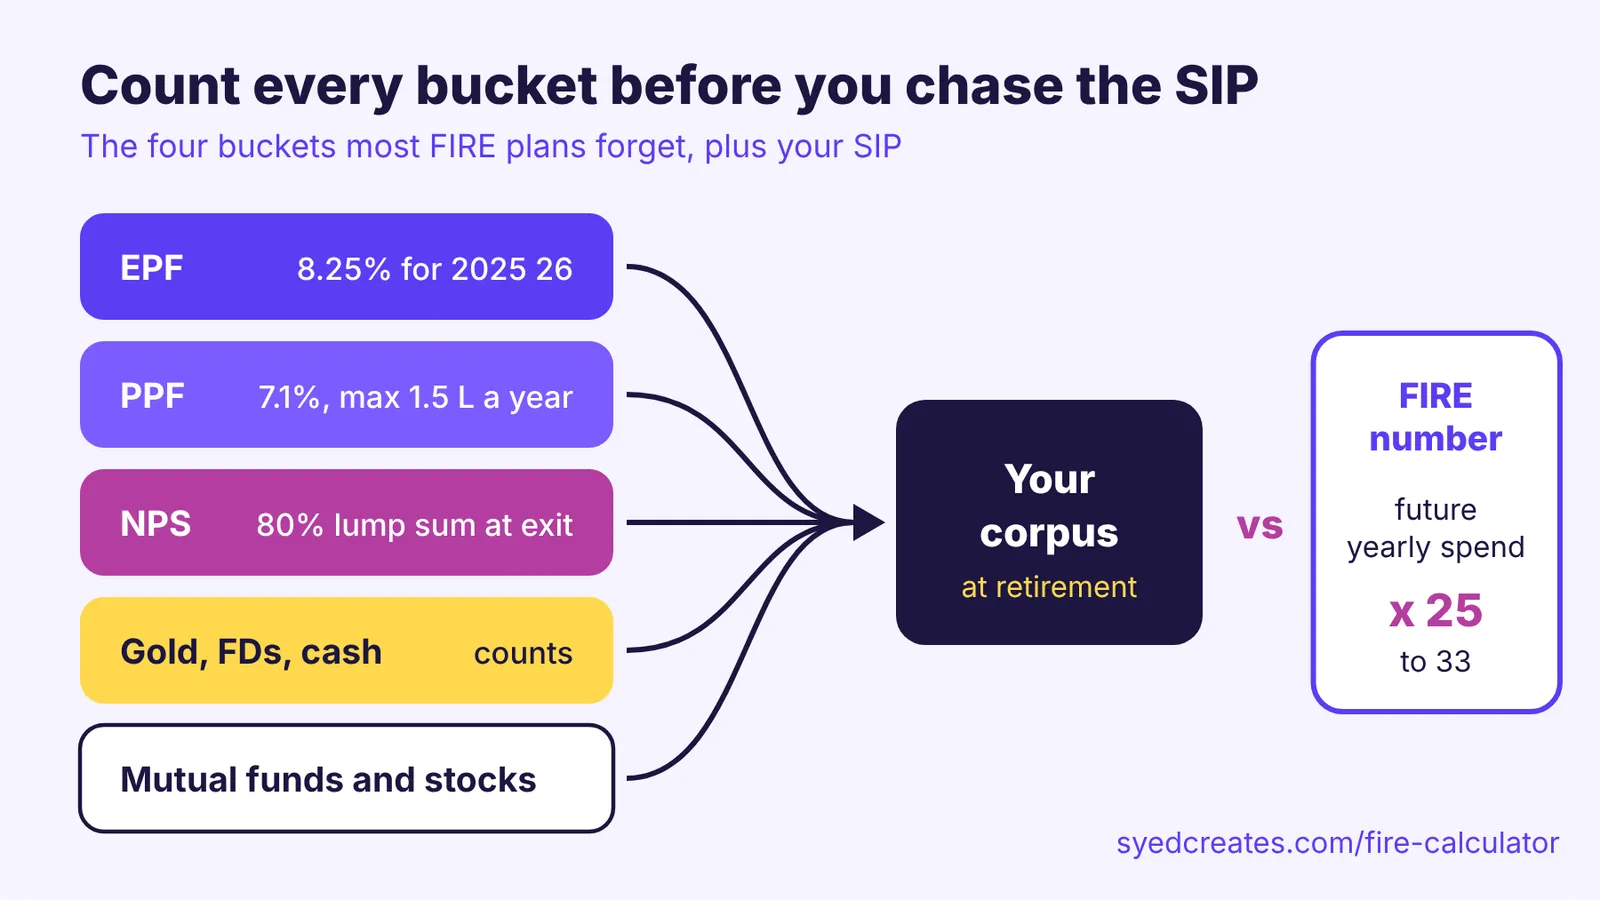 Count every bucket before you chase the SIP
The four buckets most FIRE plans forget, plus your SIP
EPF 8.25% for 2025 26
PPF 7.1%, max 1.5 L a year
NPS 80% lump sum at exit
Gold, FDs, cash counts
Mutual funds and stocks
Your
corpus
at retirement
vs
FIRE
number
future
yearly spend
x 25
to 33
syedcreates.com/fire-calculator